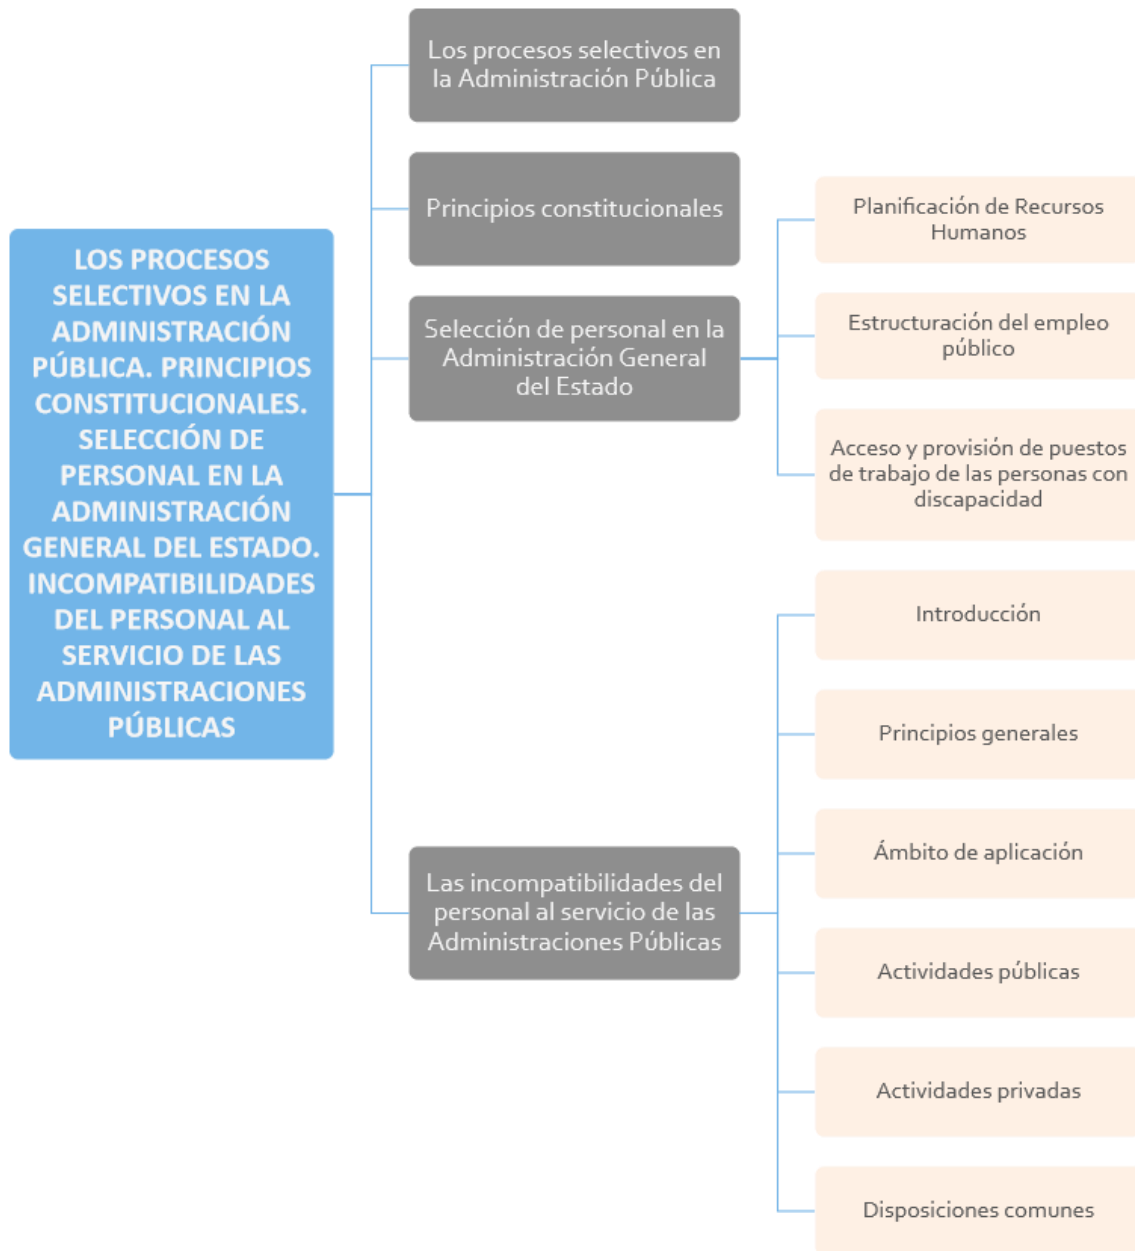 LOS PROCESOS
SELECTIVOS EN LA
ADMINISTRACIÓN
PÚBLICA. PRINCIPIOS
CONSTITUCIONALES.
SELECCIÓN DE
PERSONAL EN LA
ADMINISTRACIÓN
GENERAL DEL ESTADO.
INCOMPATIBILIDADES
DEL PERSONAL AL
SERVICIO DE LAS
ADMINISTRACIONES
PÚBLICAS
Los procesos selectivos en
la Administración Pública
Principios constitucionales
Selección de personal en la
Administración General
del Estado
Planificación de Recursos
Humanos
Estructuración del empleo
público
Acceso y provisión de puestos
de trabajo de las personas con
discapacidad
Las incompatibilidades del
personal al servicio de las
Administraciones Públicas
Introducción
Principios generales
Ámbito de aplicación
Actividades públicas
Actividades privadas
Disposiciones comunes